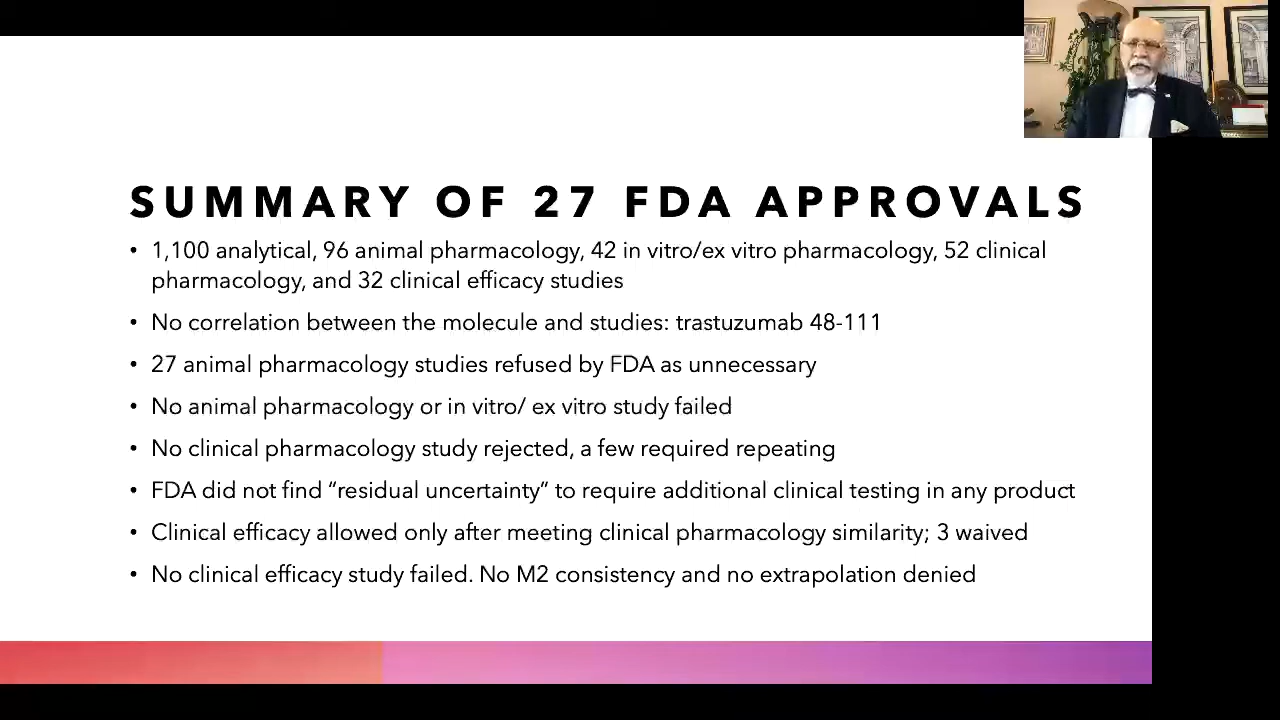 SUMMARY OF 27 FDA APPROVALS
• 1,100 analytical, 96 animal pharmacology, 42 in vitro/ex vitro pharmacology, 52 clinical
pharmacology, and 32 clinical efficacy studies
• No correlation between the molecule and studies: trastuzumab 48-111
• 27 animal pharmacology studies refused by FDA as unnecessary
• No animal pharmacology or in vitro/ ex vitro study failed
• No clinical pharmacology study rejected, a few required repeating
• FDA did not find “residual uncertainty” to require additional clinical testing in any product
• Clinical efficacy allowed only after meeting clinical pharmacology similarity; 3 waived
• No clinical efficacy study failed. No M2 consistency and no extrapolation denied